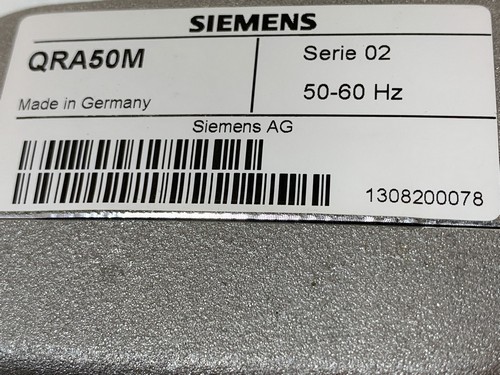 SIEMENS
QRA50M
Serie 02
Made in Germany
50-60 Hz
Siemens AG
1308200078